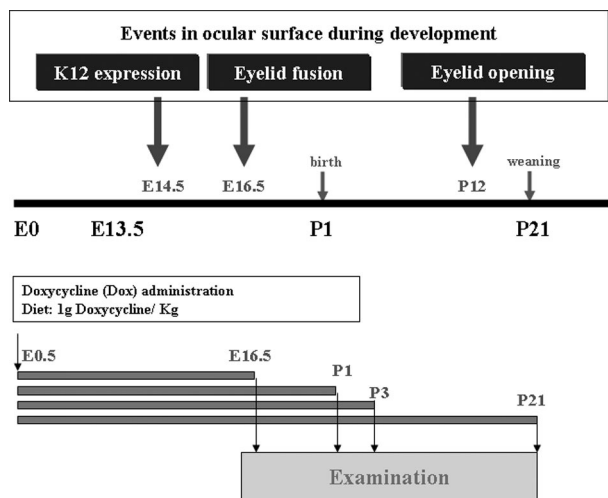 Events in ocular surface during development
K12 expression Eyelid fusion Eyelid opening
birth weaning
E14.5 E16.5 P12
E0 E13.5 P1 P21
Doxycycline (Dox) administration
Diet: 1g Doxycycline/ Kg
E0.5 E16.5
P1
P3
P21
Examination